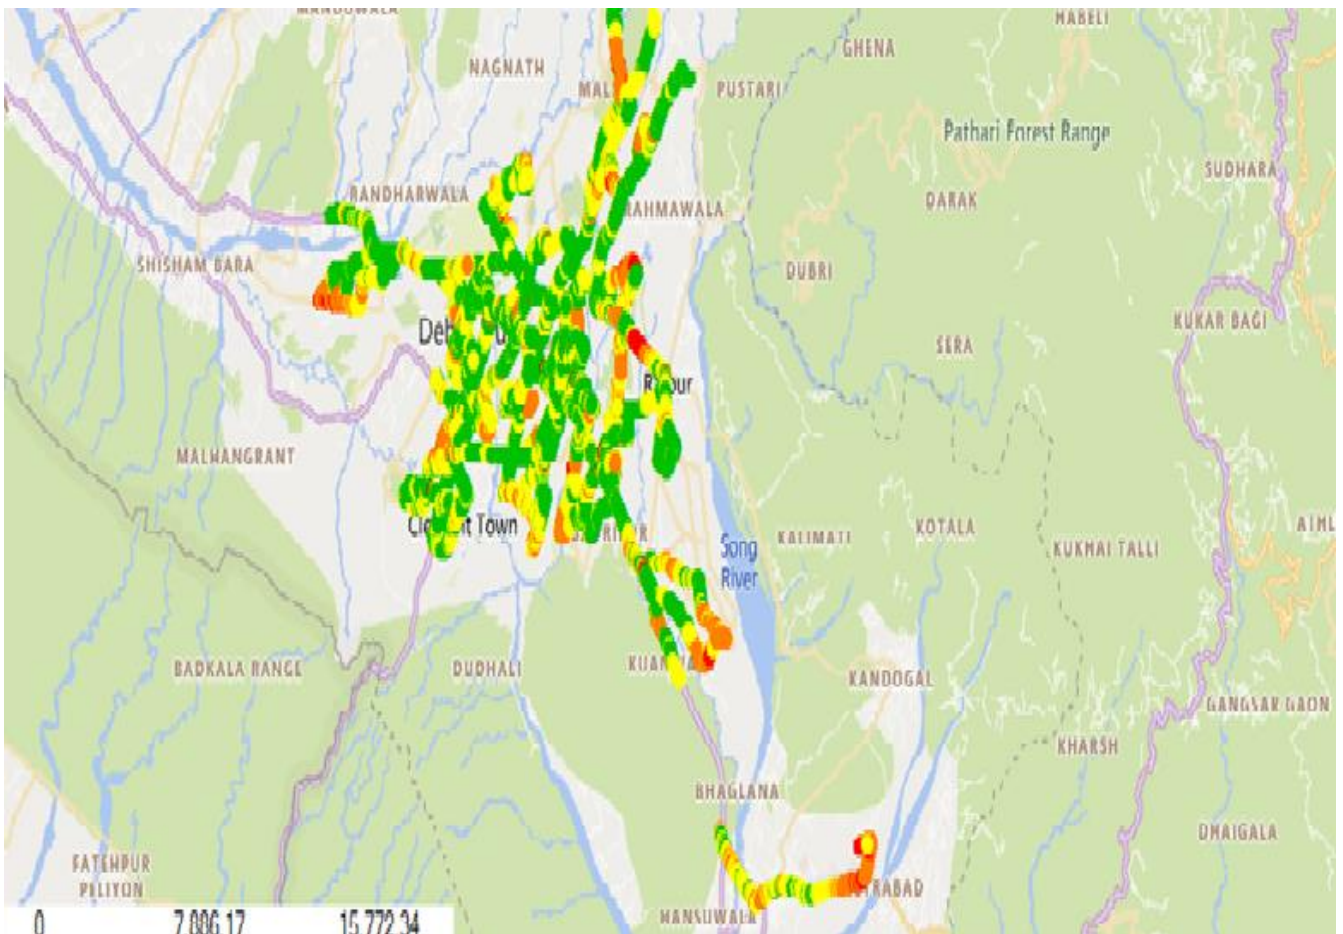 NAGNATH
GHENA
PUSTARI
Pathari Forest Range
SUDHARA
RANDHARWALA
DARAK
RAHMAWALA
SHISHAM BARA
DUBRI
KUKAR BAGI
SERA
MALHANGRANT
Town
KALIMATI
KOTALA
KUKHAI TALLI
Song
River
BADKALA RANGE
DUDHALI
KANDOGAL
GANGSAR GAON
KHARSH
BHAGLANA
DHAIGALA
FATEHPUR
PELIYON
MANSUWALA
0 7,886.17 15,772.34